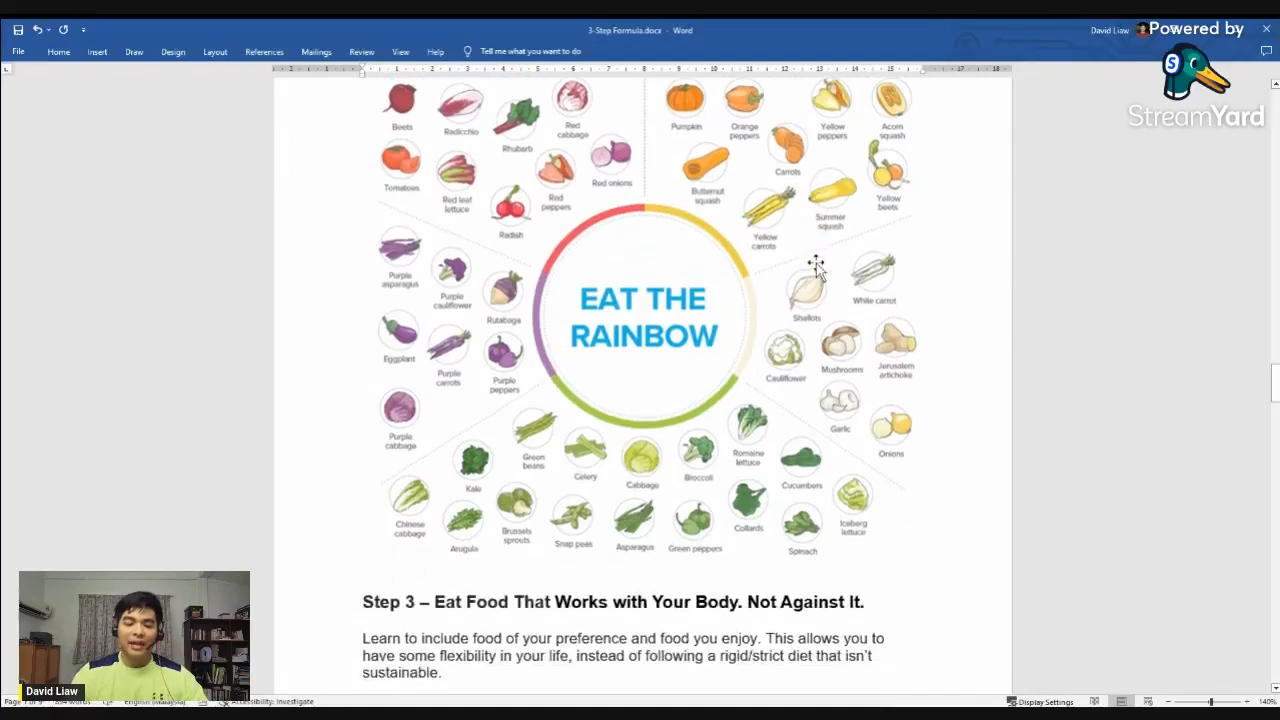 3-Step Formula.docx - Word
David Liaw
Powered by
StreamYard
File Home Insert Draw Design Layout References Mailings Review View Help Tell me what you want to do
Beets
Radicchio
Rhubarb
Red cabbage
Tomatoes
Red leaf lettuce
Radish
Red peppers
Red onions
Pumpkin
Orange peppers
Yellow peppers
Acorn squash
Butternut squash
Carrots
Yellow carrots
Summer squash
Yellow beets
Purple asparagus
Purple cauliflower
Rutabaga
Eggplant
Purple carrots
Purple peppers
Purple cabbage
EAT THE
RAINBOW
Shallots
White carrot
Cauliflower
Mushrooms
Jerusalem artichoke
Garlic
Onions
Green beans
Celery
Cabbage
Broccoli
Romaine lettuce
Cucumbers
Kale
Chinese cabbage
Arugula
Brussels sprouts
Snap peas
Asparagus
Green peppers
Collards
Spinach
Iceberg lettuce
Step 3 – Eat Food That Works with Your Body. Not Against It.
Learn to include food of your preference and food you enjoy. This allows you to
have some flexibility in your life, instead of following a rigid/strict diet that isn't
sustainable.
David Liaw
English (Malaysia)
Accessibility: Investigate
Display Settings
140%